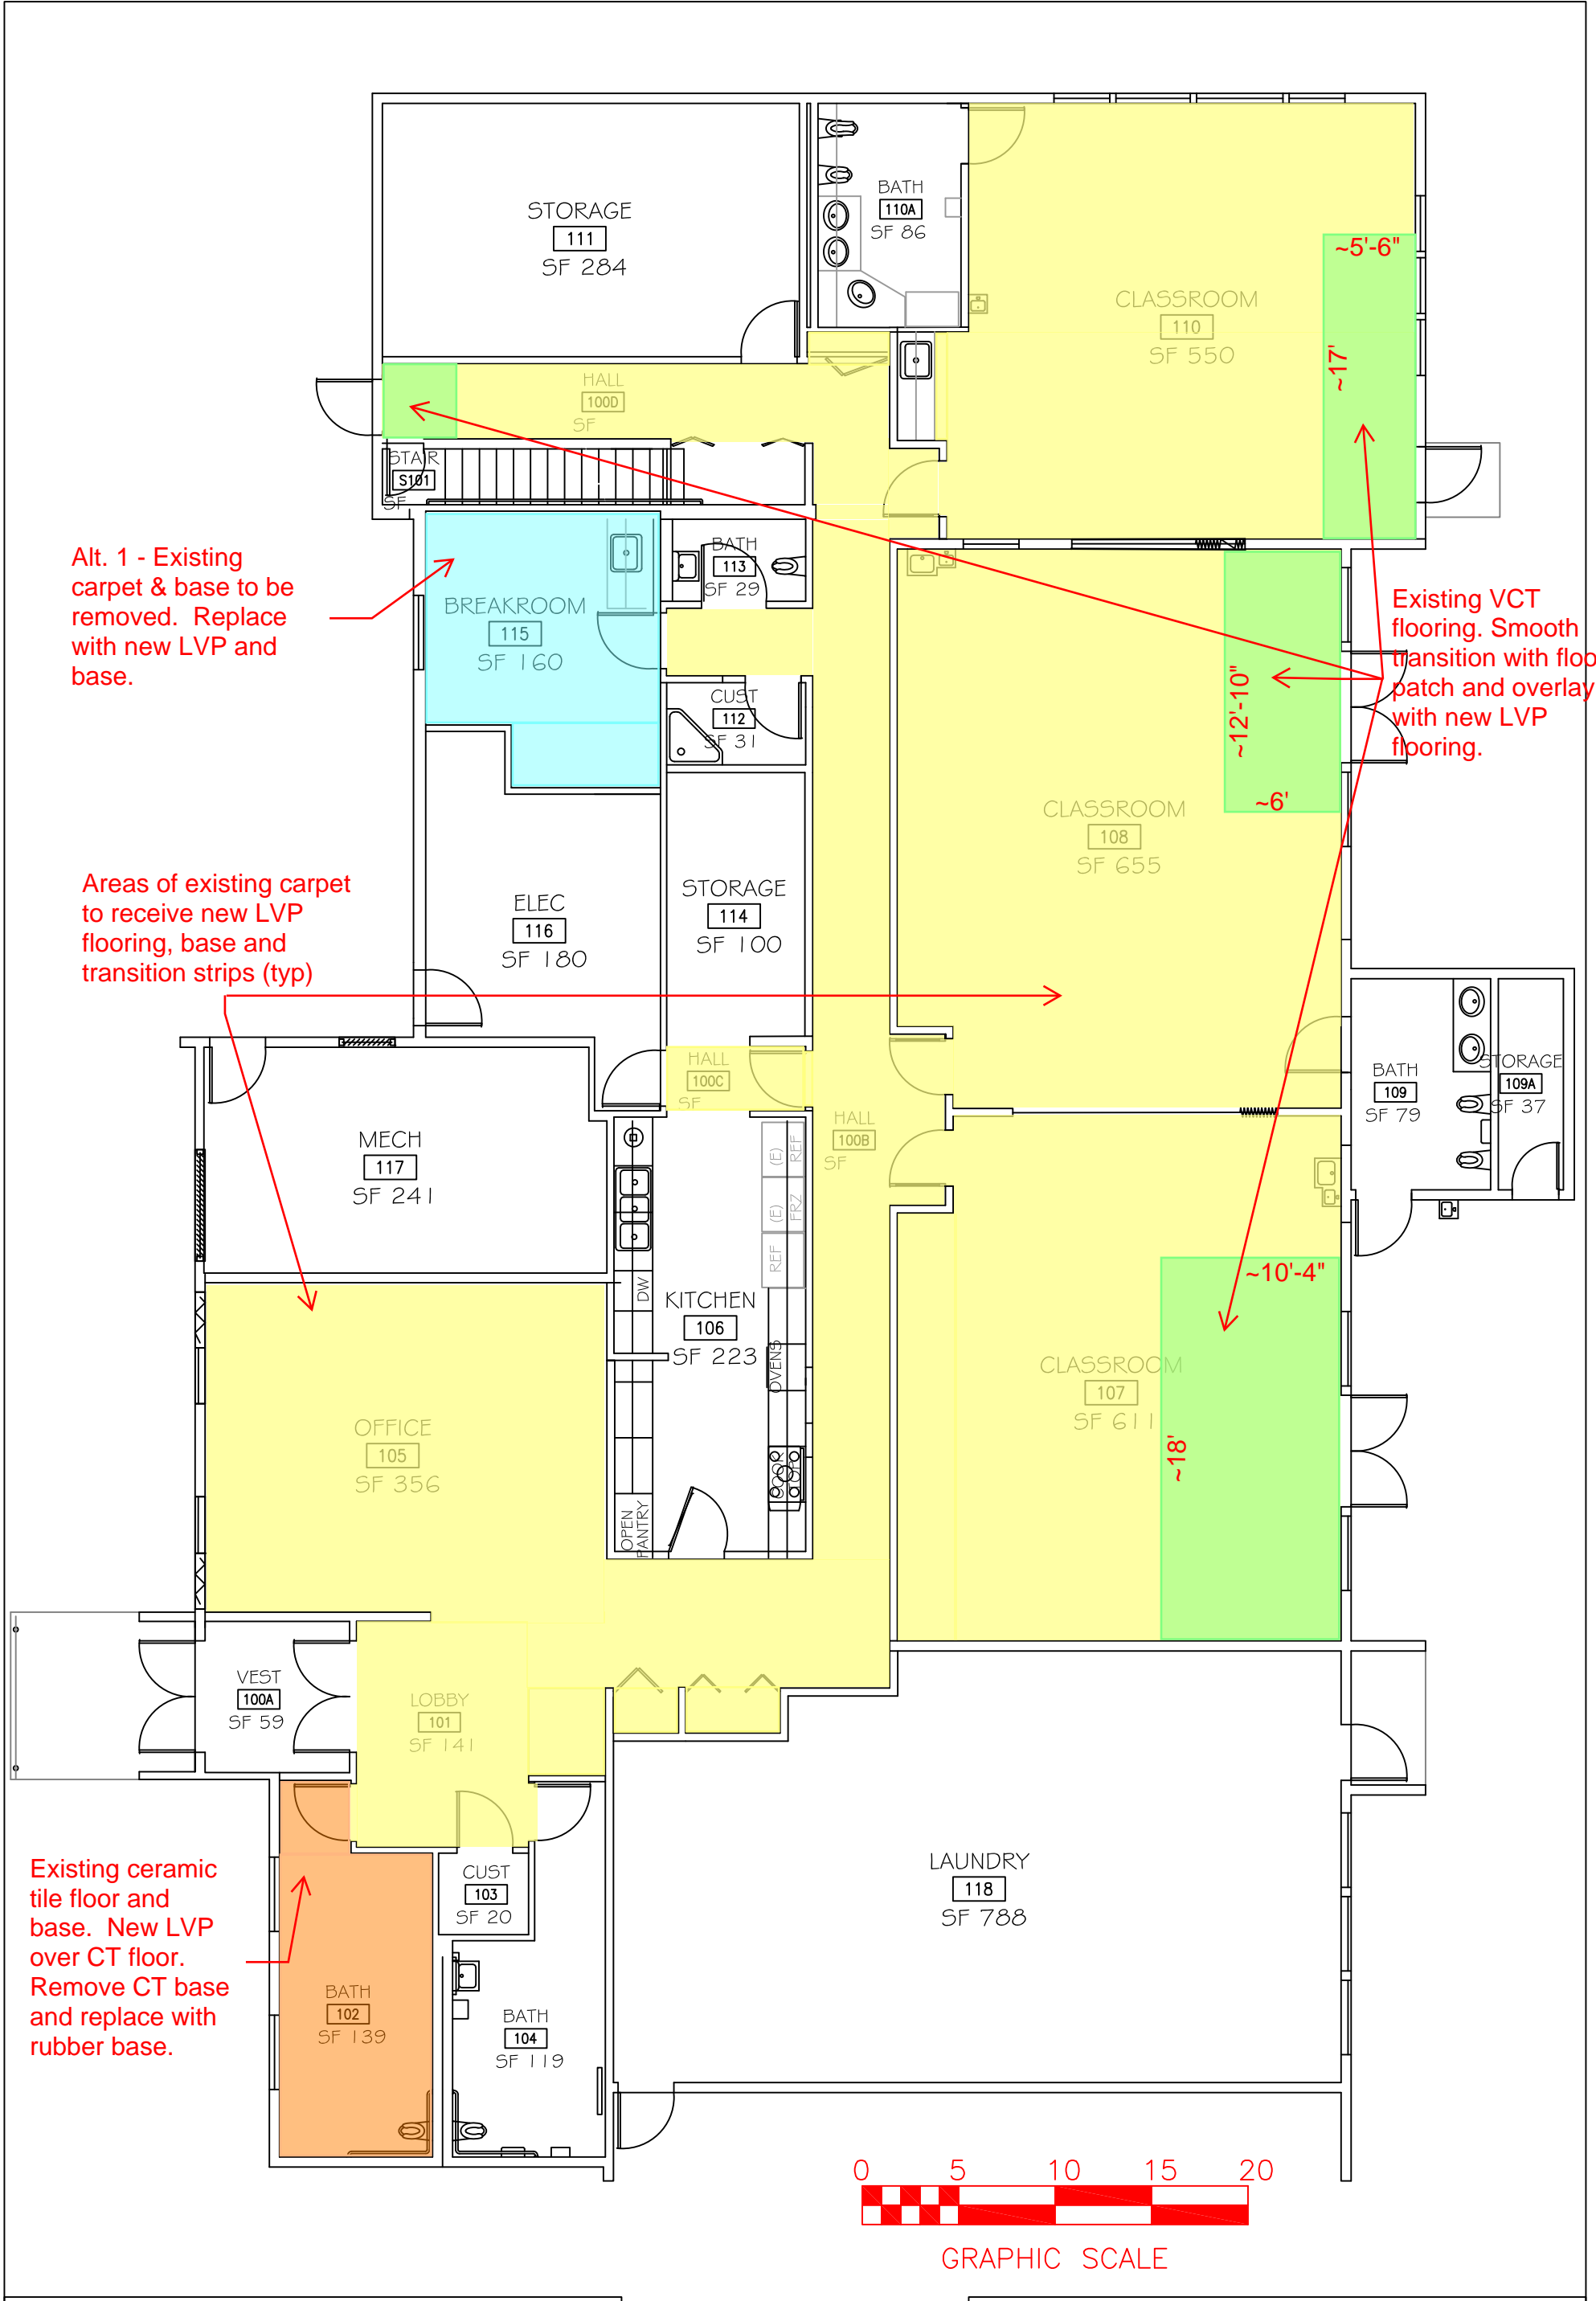 STORAGE
111
SF 284
BATH
110A
SF 86
~5'-6"
CLASSROOM
110
SF 550
~17'
HALL
100D
SF
STAIR
S101
SF
Alt. 1 - Existing
carpet & base to be
removed. Replace
with new LVP and
base.
BREAKROOM
115
SF 160
BATH
113
SF 29
CUST
112
SF 31
Existing VCT
flooring. Smooth
transition with floo
patch and overlay
with new LVP
flooring.
~12'-10"
~6'
CLASSROOM
108
SF 655
Areas of existing carpet
to receive new LVP
flooring, base and
transition strips (typ)
ELEC
116
SF 180
STORAGE
114
SF 100
HALL
100C
SF
HALL
100B
SF
BATH
109
SF 79
STORAGE
109A
SF 37
MECH
117
SF 241
(E) REF
(E) FRZ
REF
DW
KITCHEN
106
SF 223
OVENS
COOK
TOP
OPEN
PANTRY
~10'-4"
CLASSROOM
107
SF 611
~18'
OFFICE
105
SF 356
VEST
100A
SF 59
LOBBY
101
SF 141
Existing ceramic
tile floor and
base. New LVP
over CT floor.
Remove CT base
and replace with
rubber base.
CUST
103
SF 20
BATH
102
SF 139
BATH
104
SF 119
LAUNDRY
118
SF 788
0 5 10 15 20
GRAPHIC SCALE